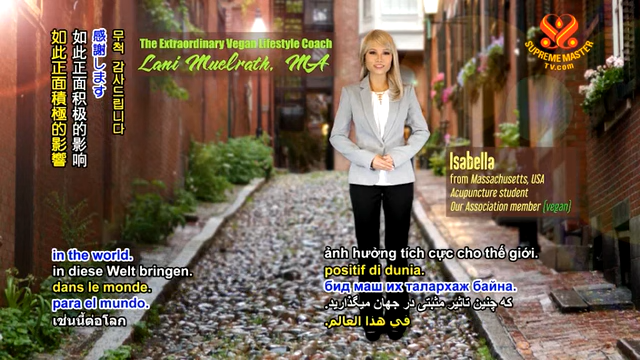 The Extraordinary Vegan Lifestyle Coach
Lani Muelrath, MA
SUPREME MASTER
TV.com
무척 감사드립니다
感謝します
如此正面积极的影响
如此正面積極的影響
Isabella
from Massachusetts, USA
Acupuncture student
Our Association member (vegan)
in the world.
in diese Welt bringen.
dans le monde.
para el mundo.
เช่นนี้ต่อโลก
ảnh hưởng tích cực cho thế giới.
positif di dunia.
бид маш их талархаж байна.
که چنین تاثیر مثبتی در جهان میگذارید.
في هذا العالم.